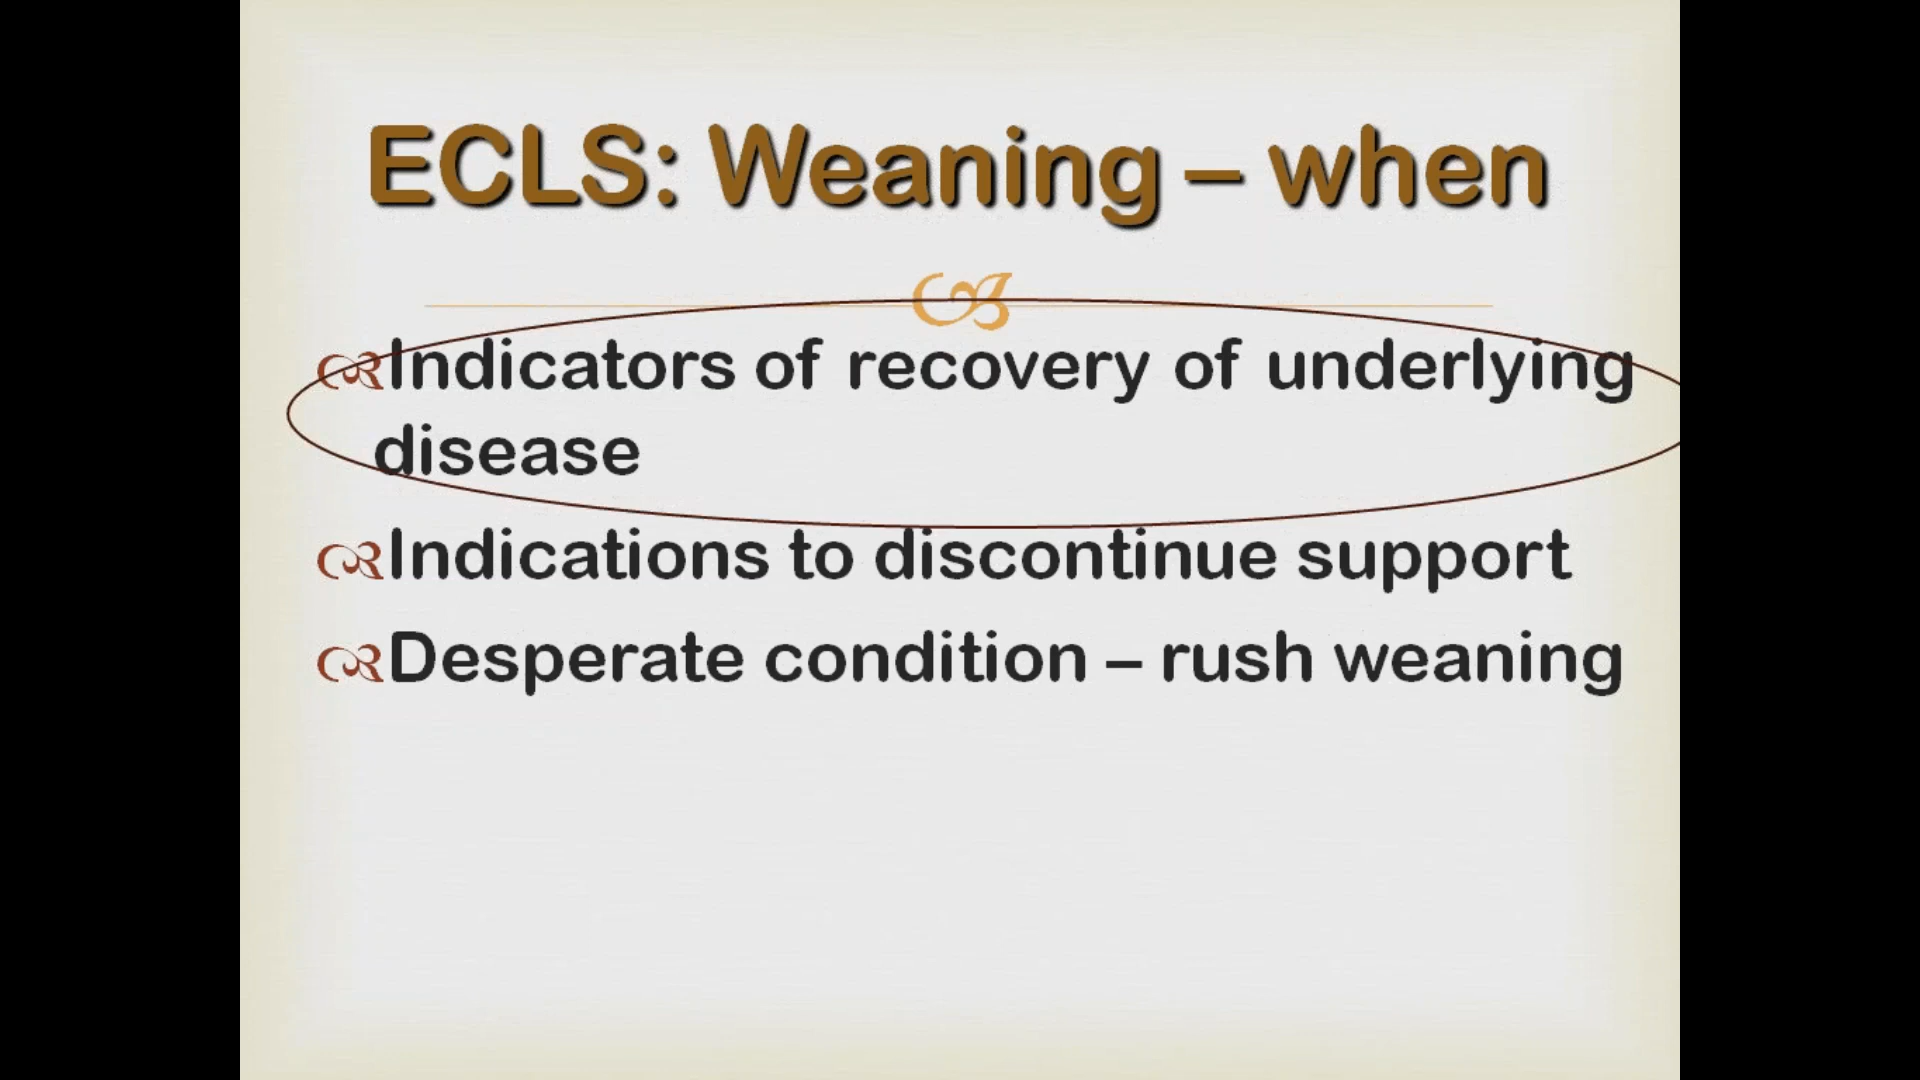 ECLS: Weaning – when
Indicators of recovery of underlying
disease
Indications to discontinue support
Desperate condition – rush weaning